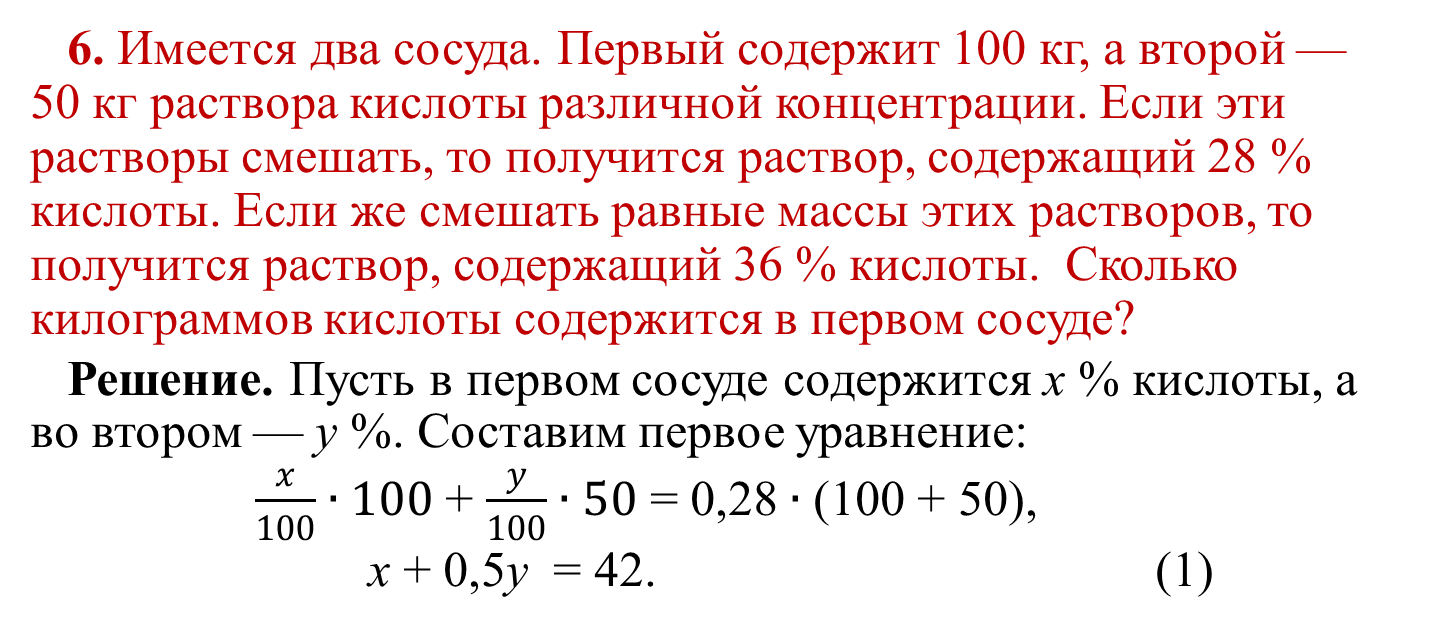 6. Имеется два сосуда. Первый содержит 100 кг, а второй —
50 кг раствора кислоты различной концентрации. Если эти
растворы смешать, то получится раствор, содержащий 28 %
кислоты. Если же смешать равные массы этих растворов, то
получится раствор, содержащий 36 % кислоты. Сколько
килограммов кислоты содержится в первом сосуде?
Решение. Пусть в первом сосуде содержится x % кислоты, а
во втором — y %. Составим первое уравнение:
x/100 · 100 + y/100 · 50 = 0,28 · (100 + 50),
x + 0,5y = 42. (1)